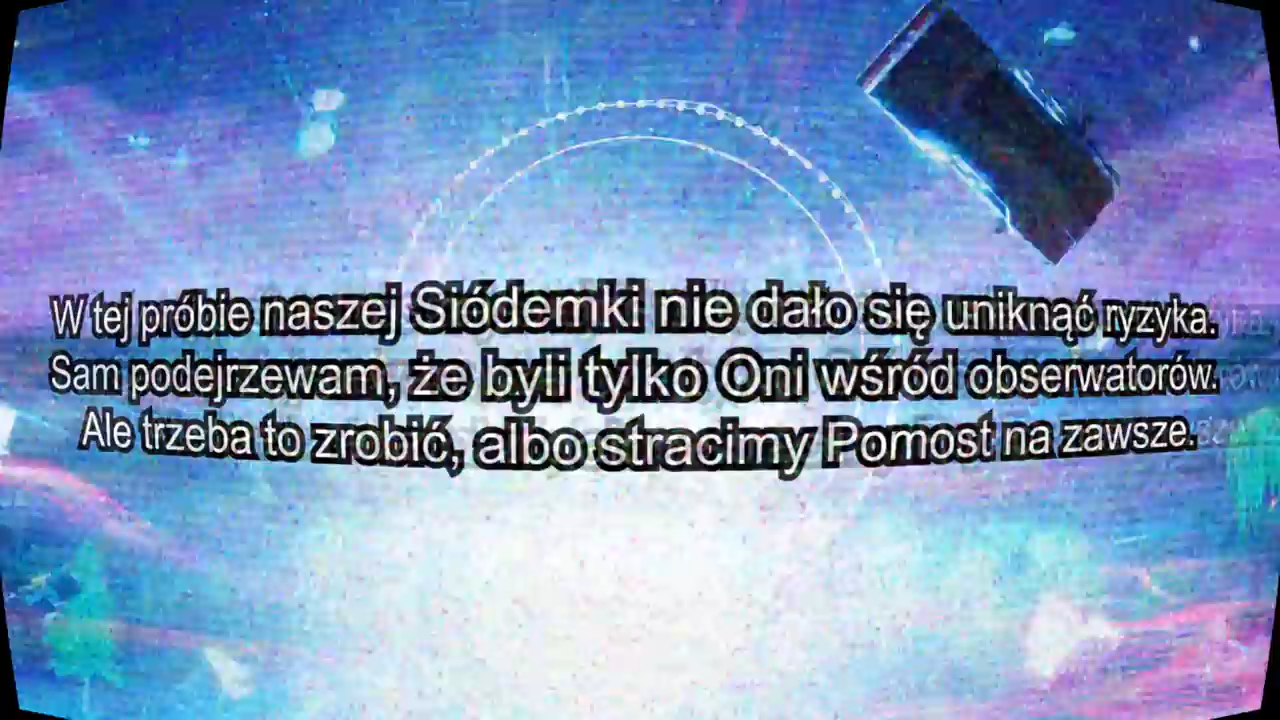 W tej próbie naszej Siódemki nie dało się uniknąć ryzyka.
Sam podejrzewam, że byli tylko Oni wśród obserwatorów.
Ale trzeba to zrobić, albo stracimy Pomost na zawsze.